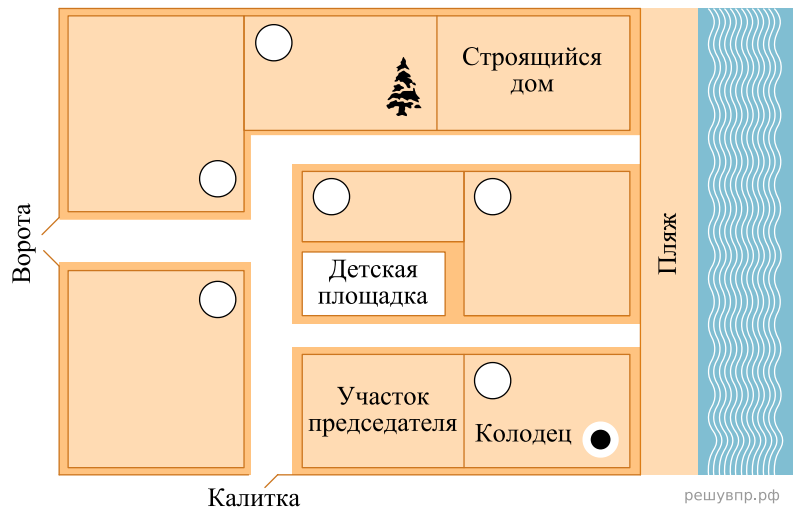 Строящийся
дом
Ворота
Пляж
Детская
площадка
Участок
председателя
Колодец
Калитка
решувпр.рф